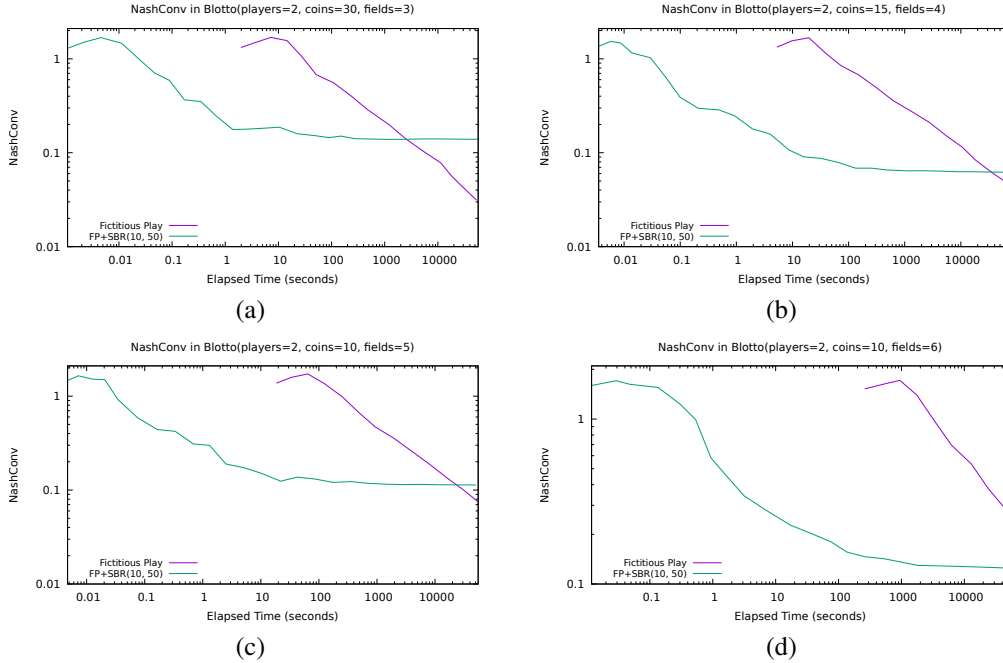 NashConv in Blotto(players=2, coins=30, fields=3)
1
0.1
0.01
NashConv
Fictitious Play
FP+SBR(10, 50)
0.01 0.1 1 10 100 1000 10000
Elapsed Time (seconds)
(a)
NashConv in Blotto(players=2, coins=15, fields=4)
1
0.1
0.01
NashConv
Fictitious Play
FP+SBR(10, 50)
0.01 0.1 1 10 100 1000 10000
Elapsed Time (seconds)
(b)
NashConv in Blotto(players=2, coins=10, fields=5)
1
0.1
0.01
NashConv
Fictitious Play
FP+SBR(10, 50)
0.01 0.1 1 10 100 1000 10000
Elapsed Time (seconds)
(c)
NashConv in Blotto(players=2, coins=10, fields=6)
1
0.1
NashConv
Fictitious Play
FP+SBR(10, 50)
0.1 1 10 100 1000 10000
Elapsed Time (seconds)
(d)